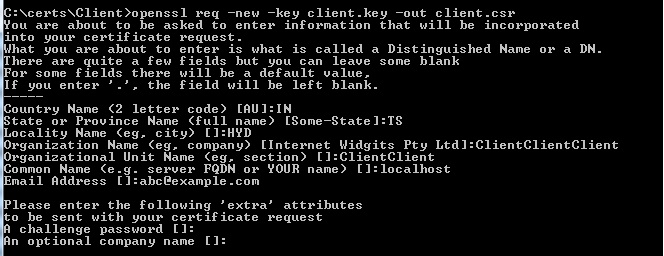 C:\certs\Client>openssl req -new -key client.key -out client.csr
You are about to be asked to enter information that will be incorporated
into your certificate request.
What you are about to enter is what is called a Distinguished Name or a DN.
There are quite a few fields but you can leave some blank
For some fields there will be a default value,
If you enter '.', the field will be left blank.
-----
Country Name (2 letter code) [AU]:IN
State or Province Name (full name) [Some-State]:TS
Locality Name (eg, city) []:HYD
Organization Name (eg, company) [Internet Widgits Pty Ltd]:ClientClientClient
Organizational Unit Name (eg, section) []:ClientClient
Common Name (e.g. server FQDN or YOUR name) []:localhost
Email Address []:abc@example.com

Please enter the following 'extra' attributes
to be sent with your certificate request
A challenge password []:
An optional company name []: